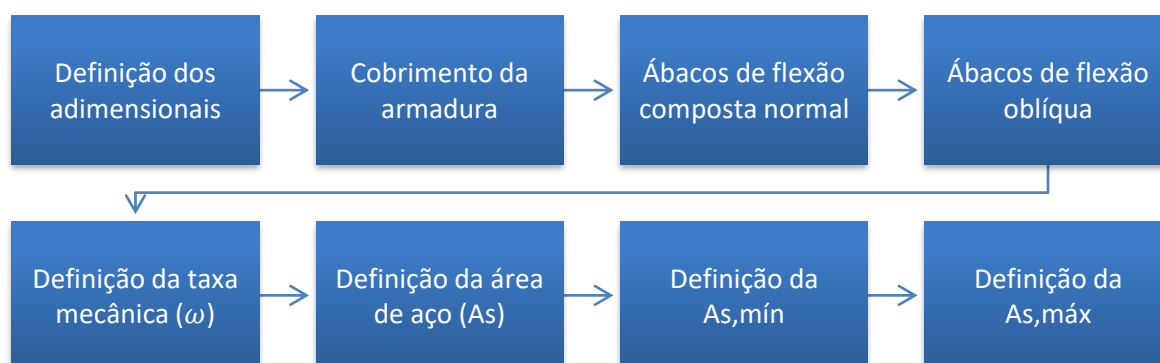 Definição dos
adimensionais
Cobrimento da
armadura
Ábacos de flexão
composta normal
Ábacos de flexão
oblíqua
Definição da taxa
mecânica (ω)
Definição da área
de aço (As)
Definição da
As,mín
Definição da
As,máx